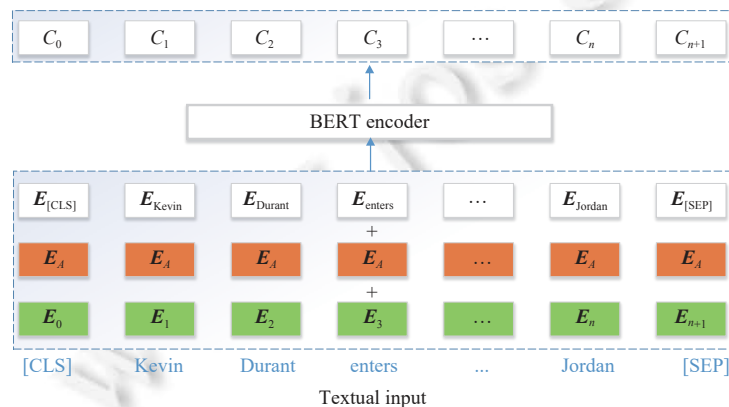 C0 C1 C2 C3 … Cn Cn+1
BERT encoder
E[CLS] EKevin EDurant Eenters … EJordan E[SEP]
+
EA EA EA EA … EA EA
+
E0 E1 E2 E3 … En En+1
[CLS] Kevin Durant enters ... Jordan [SEP]
Textual input